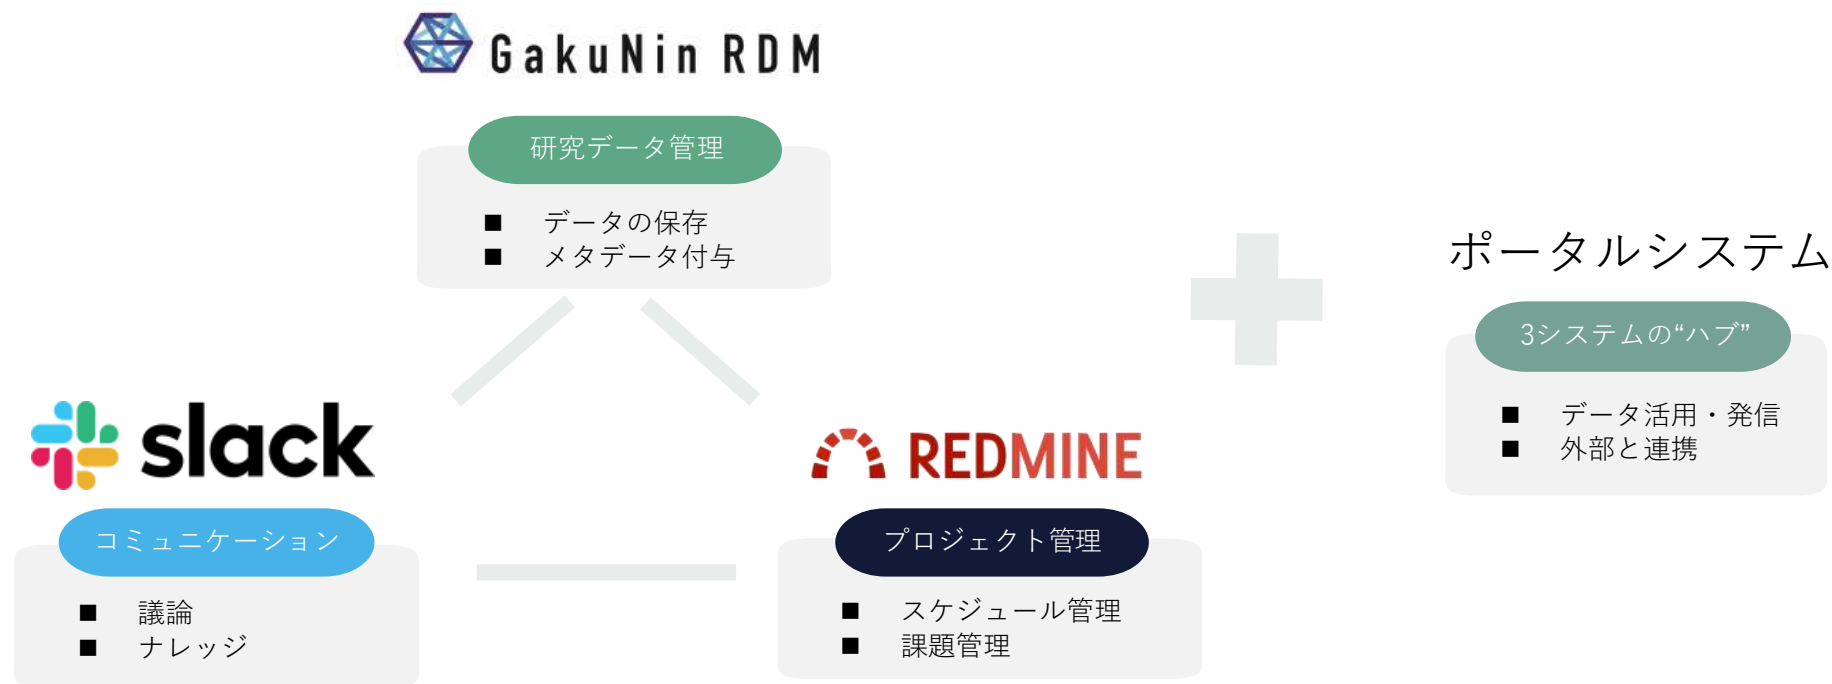 GakuNin RDM
研究データ管理
■ データの保存
■ メタデータ付与
slack
コミュニケーション
■ 議論
■ ナレッジ
REDMINE
プロジェクト管理
■ スケジュール管理
■ 課題管理
ポータルシステム
3システムの“ハブ”
■ データ活用・発信
■ 外部と連携